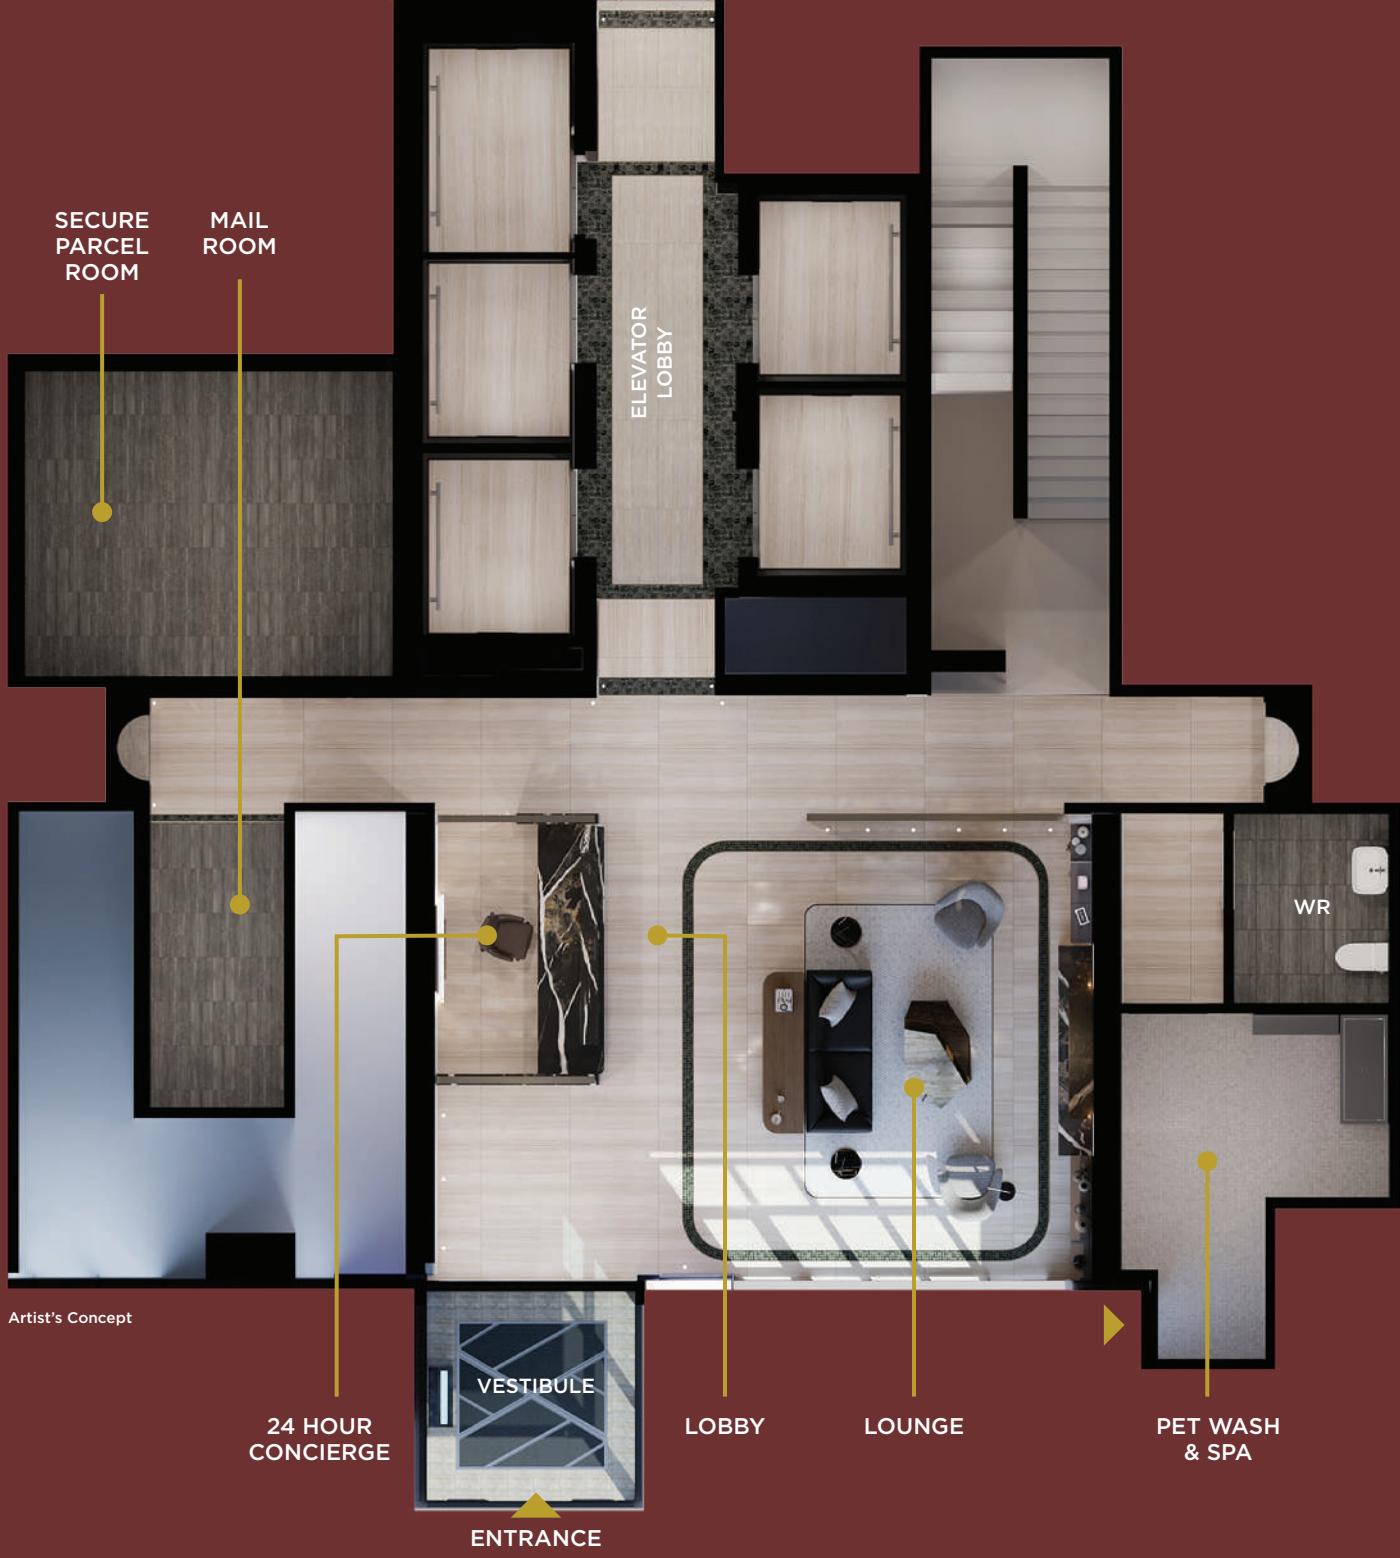 SECURE
PARCEL
ROOM
MAIL
ROOM
ELEVATOR
LOBBY
WR
Artist's Concept
VESTIBULE
24 HOUR
CONCIERGE
LOBBY
LOUNGE
PET WASH
& SPA
ENTRANCE